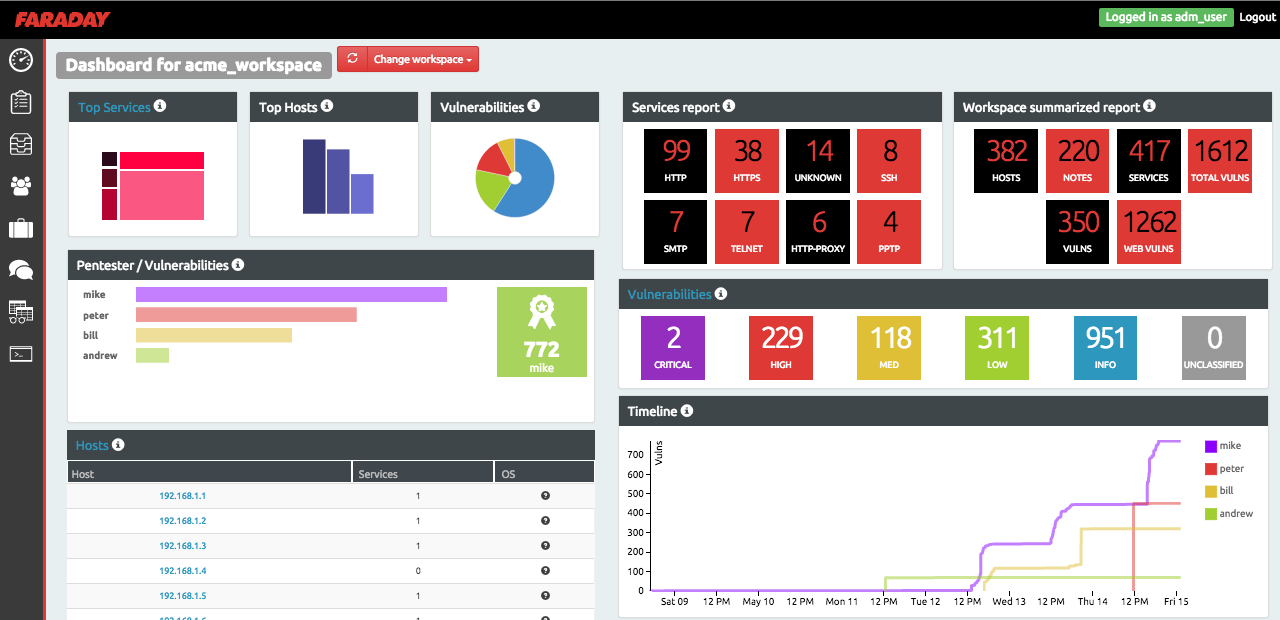 FARADAY
Logged in as adm_user Logout
Dashboard for acme_workspace
Change workspace
Top Services
Top Hosts
Vulnerabilities
Services report
99 38 14 8
HTTP HTTPS UNKNOWN SSH
7 7 6 4
SMTP TELNET HTTP-PROXY PPTP
Workspace summarized report
382 220 417 1612
HOSTS NOTES SERVICES TOTAL VULNS
350 1262
VULNS WEB VULNS
Pentester / Vulnerabilities
mike
peter
bill
andrew
772
mike
Vulnerabilities
2 229 118 311 951 0
CRITICAL HIGH MED LOW INFO UNCLASSIFIED
Hosts
Host Services OS
192.168.1.1 1
192.168.1.2 1
192.168.1.3 1
192.168.1.4 0
192.168.1.5 1
Timeline
Vulns
700
600
500
400
300
200
100
0
Sat 09 12 PM May 10 12 PM Mon 11 12 PM Tue 12 12 PM Wed 13 12 PM Thu 14 12 PM Fri 15
mike
peter
bill
andrew